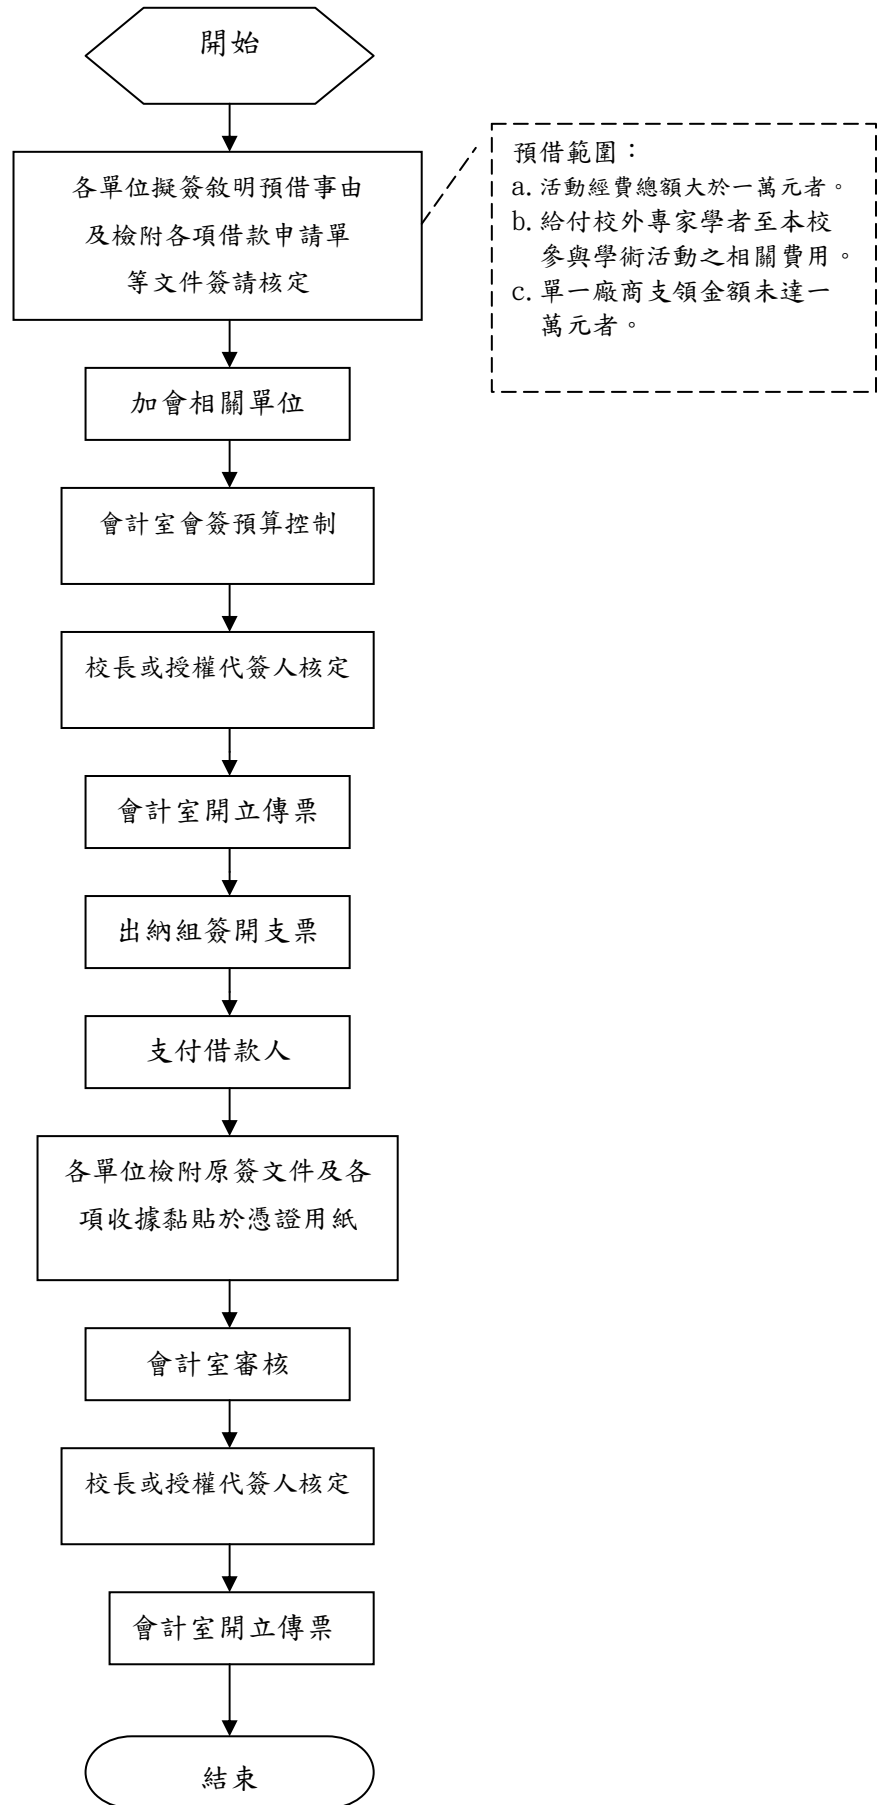 開始
各單位擬簽敘明預借事由
及檢附各項借款申請單
等文件簽請核定
預借範圍：
a. 活動經費總額大於一萬元者。
b. 給付校外專家學者至本校
參與學術活動之相關費用。
c. 單一廠商支領金額未達一
萬元者。
加會相關單位
會計室會簽預算控制
校長或授權代簽人核定
會計室開立傳票
出納組簽開支票
支付借款人
各單位檢附原簽文件及各
項收據黏貼於憑證用紙
會計室審核
校長或授權代簽人核定
會計室開立傳票
結束